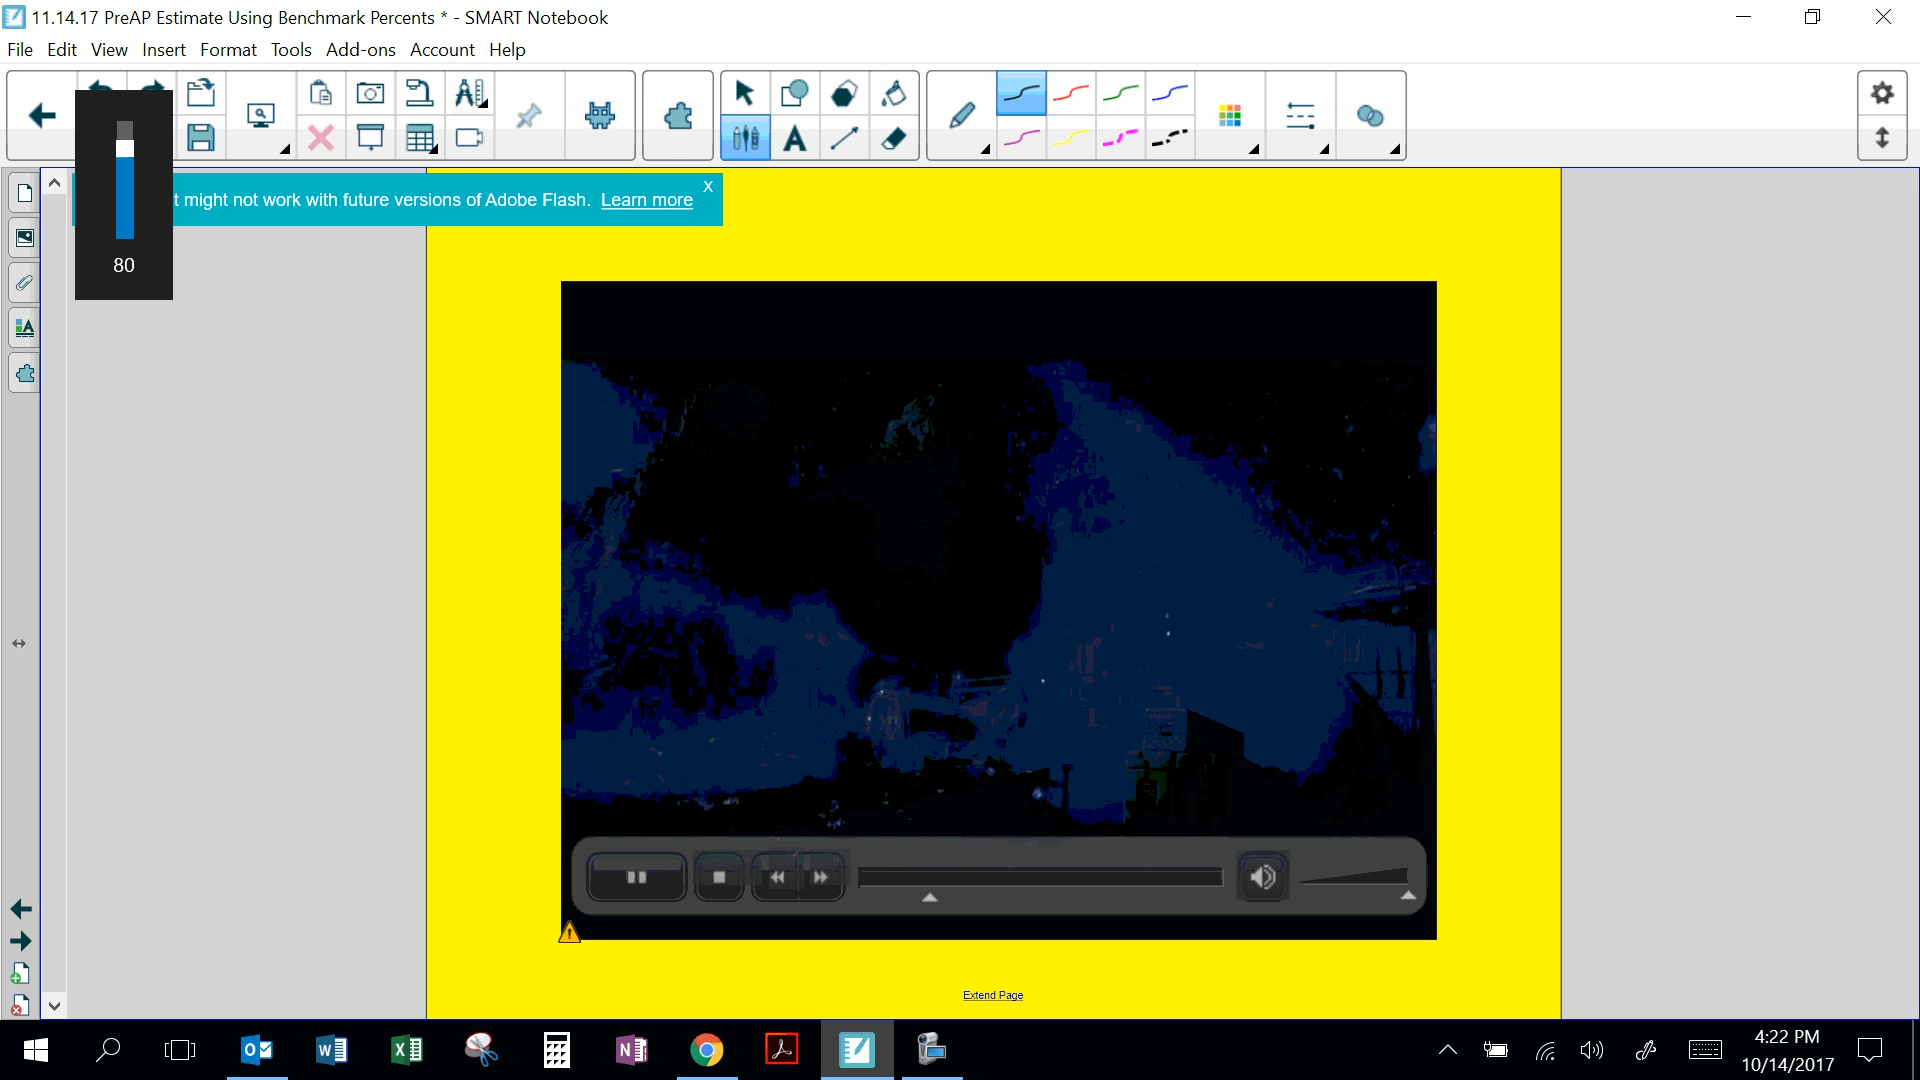 11.14.17 PreAP Estimate Using Benchmark Percents * - SMART Notebook
File Edit View Insert Format Tools Add-ons Account Help
t might not work with future versions of Adobe Flash. Learn more X
80
Extend Page
4:22 PM
10/14/2017